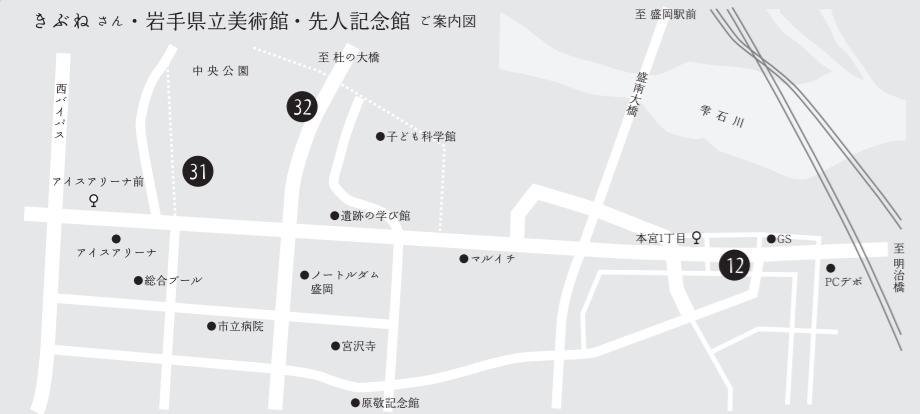 きぶね さん・岩手県立美術館・先人記念館 ご案内図
至 盛岡駅前
至 杜の大橋
中央公園
西バイパス
盛南大橋
雫石川
32
子ども科学館
31
アイスアリーナ前
遺跡の学び館
アイスアリーナ
本宮1丁目
GS
マルイチ
12
至 明治橋
総合プール
ノートルダム
盛岡
PCデポ
市立病院
宮沢寺
原敬記念館